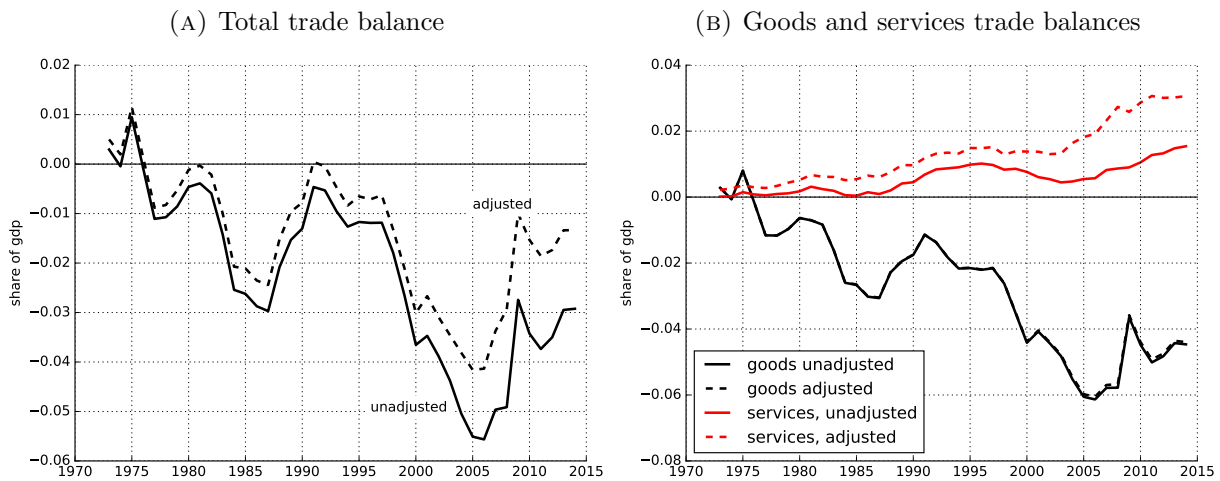 (A) Total trade balance
0.02
0.01
0.00
−0.01
−0.02
−0.03
−0.04
−0.05
−0.06
share of gdp
adjusted
unadjusted
1970 1975 1980 1985 1990 1995 2000 2005 2010 2015
(B) Goods and services trade balances
0.04
0.02
0.00
−0.02
−0.04
−0.06
−0.08
share of gdp
goods unadjusted
goods adjusted
services, unadjusted
services, adjusted
1970 1975 1980 1985 1990 1995 2000 2005 2010 2015